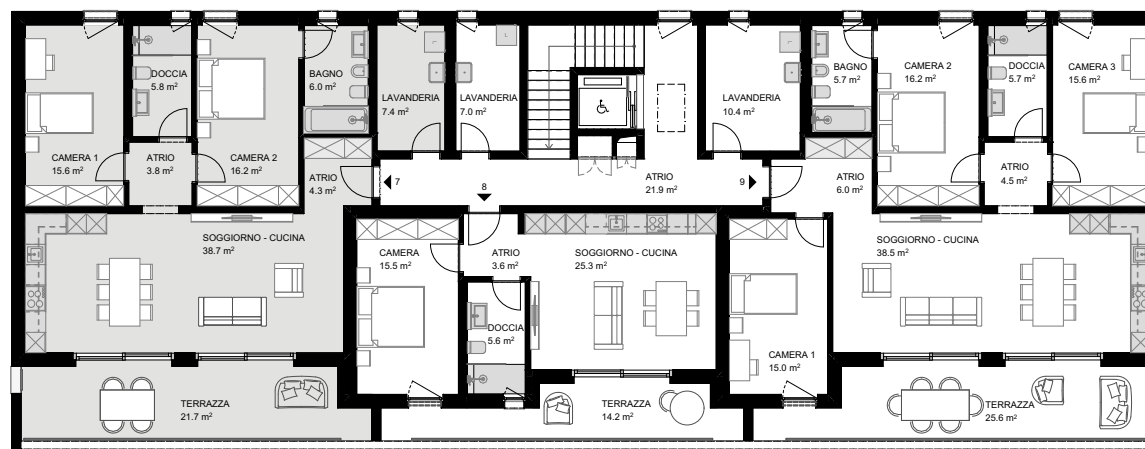 CAMERA 1
15.6 m²
DOCCIA
5.8 m²
ATRIO
3.8 m²
CAMERA 2
16.2 m²
BAGNO
6.0 m²
ATRIO
4.3 m²
LAVANDERIA
7.4 m²
LAVANDERIA
7.0 m²
7
8
9
ATRIO
21.9 m²
LAVANDERIA
10.4 m²
BAGNO
5.7 m²
ATRIO
6.0 m²
CAMERA 2
16.2 m²
DOCCIA
5.7 m²
ATRIO
4.5 m²
CAMERA 3
15.6 m²
SOGGIORNO - CUCINA
38.7 m²
CAMERA
15.5 m²
ATRIO
3.6 m²
DOCCIA
5.6 m²
SOGGIORNO - CUCINA
25.3 m²
CAMERA 1
15.0 m²
SOGGIORNO - CUCINA
38.5 m²
TERRAZZA
21.7 m²
TERRAZZA
14.2 m²
TERRAZZA
25.6 m²